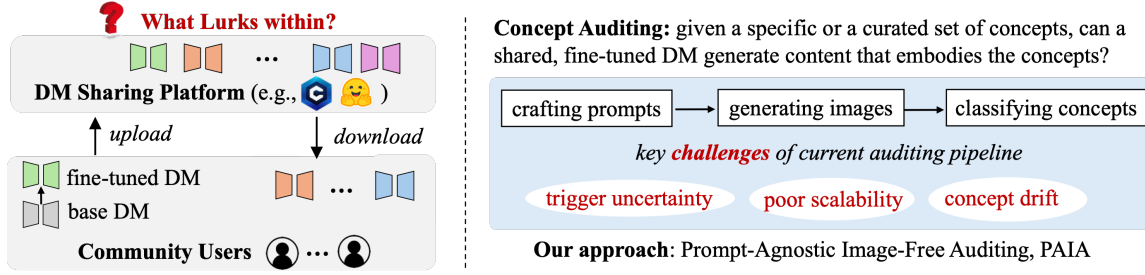 What Lurks within?
...
DM Sharing Platform (e.g., C )
upload
download
fine-tuned DM
...
base DM
Community Users ...
Concept Auditing: given a specific or a curated set of concepts, can a
shared, fine-tuned DM generate content that embodies the concepts?
crafting prompts
generating images
classifying concepts
key challenges of current auditing pipeline
trigger uncertainty
poor scalability
concept drift
Our approach: Prompt-Agnostic Image-Free Auditing, PAIA